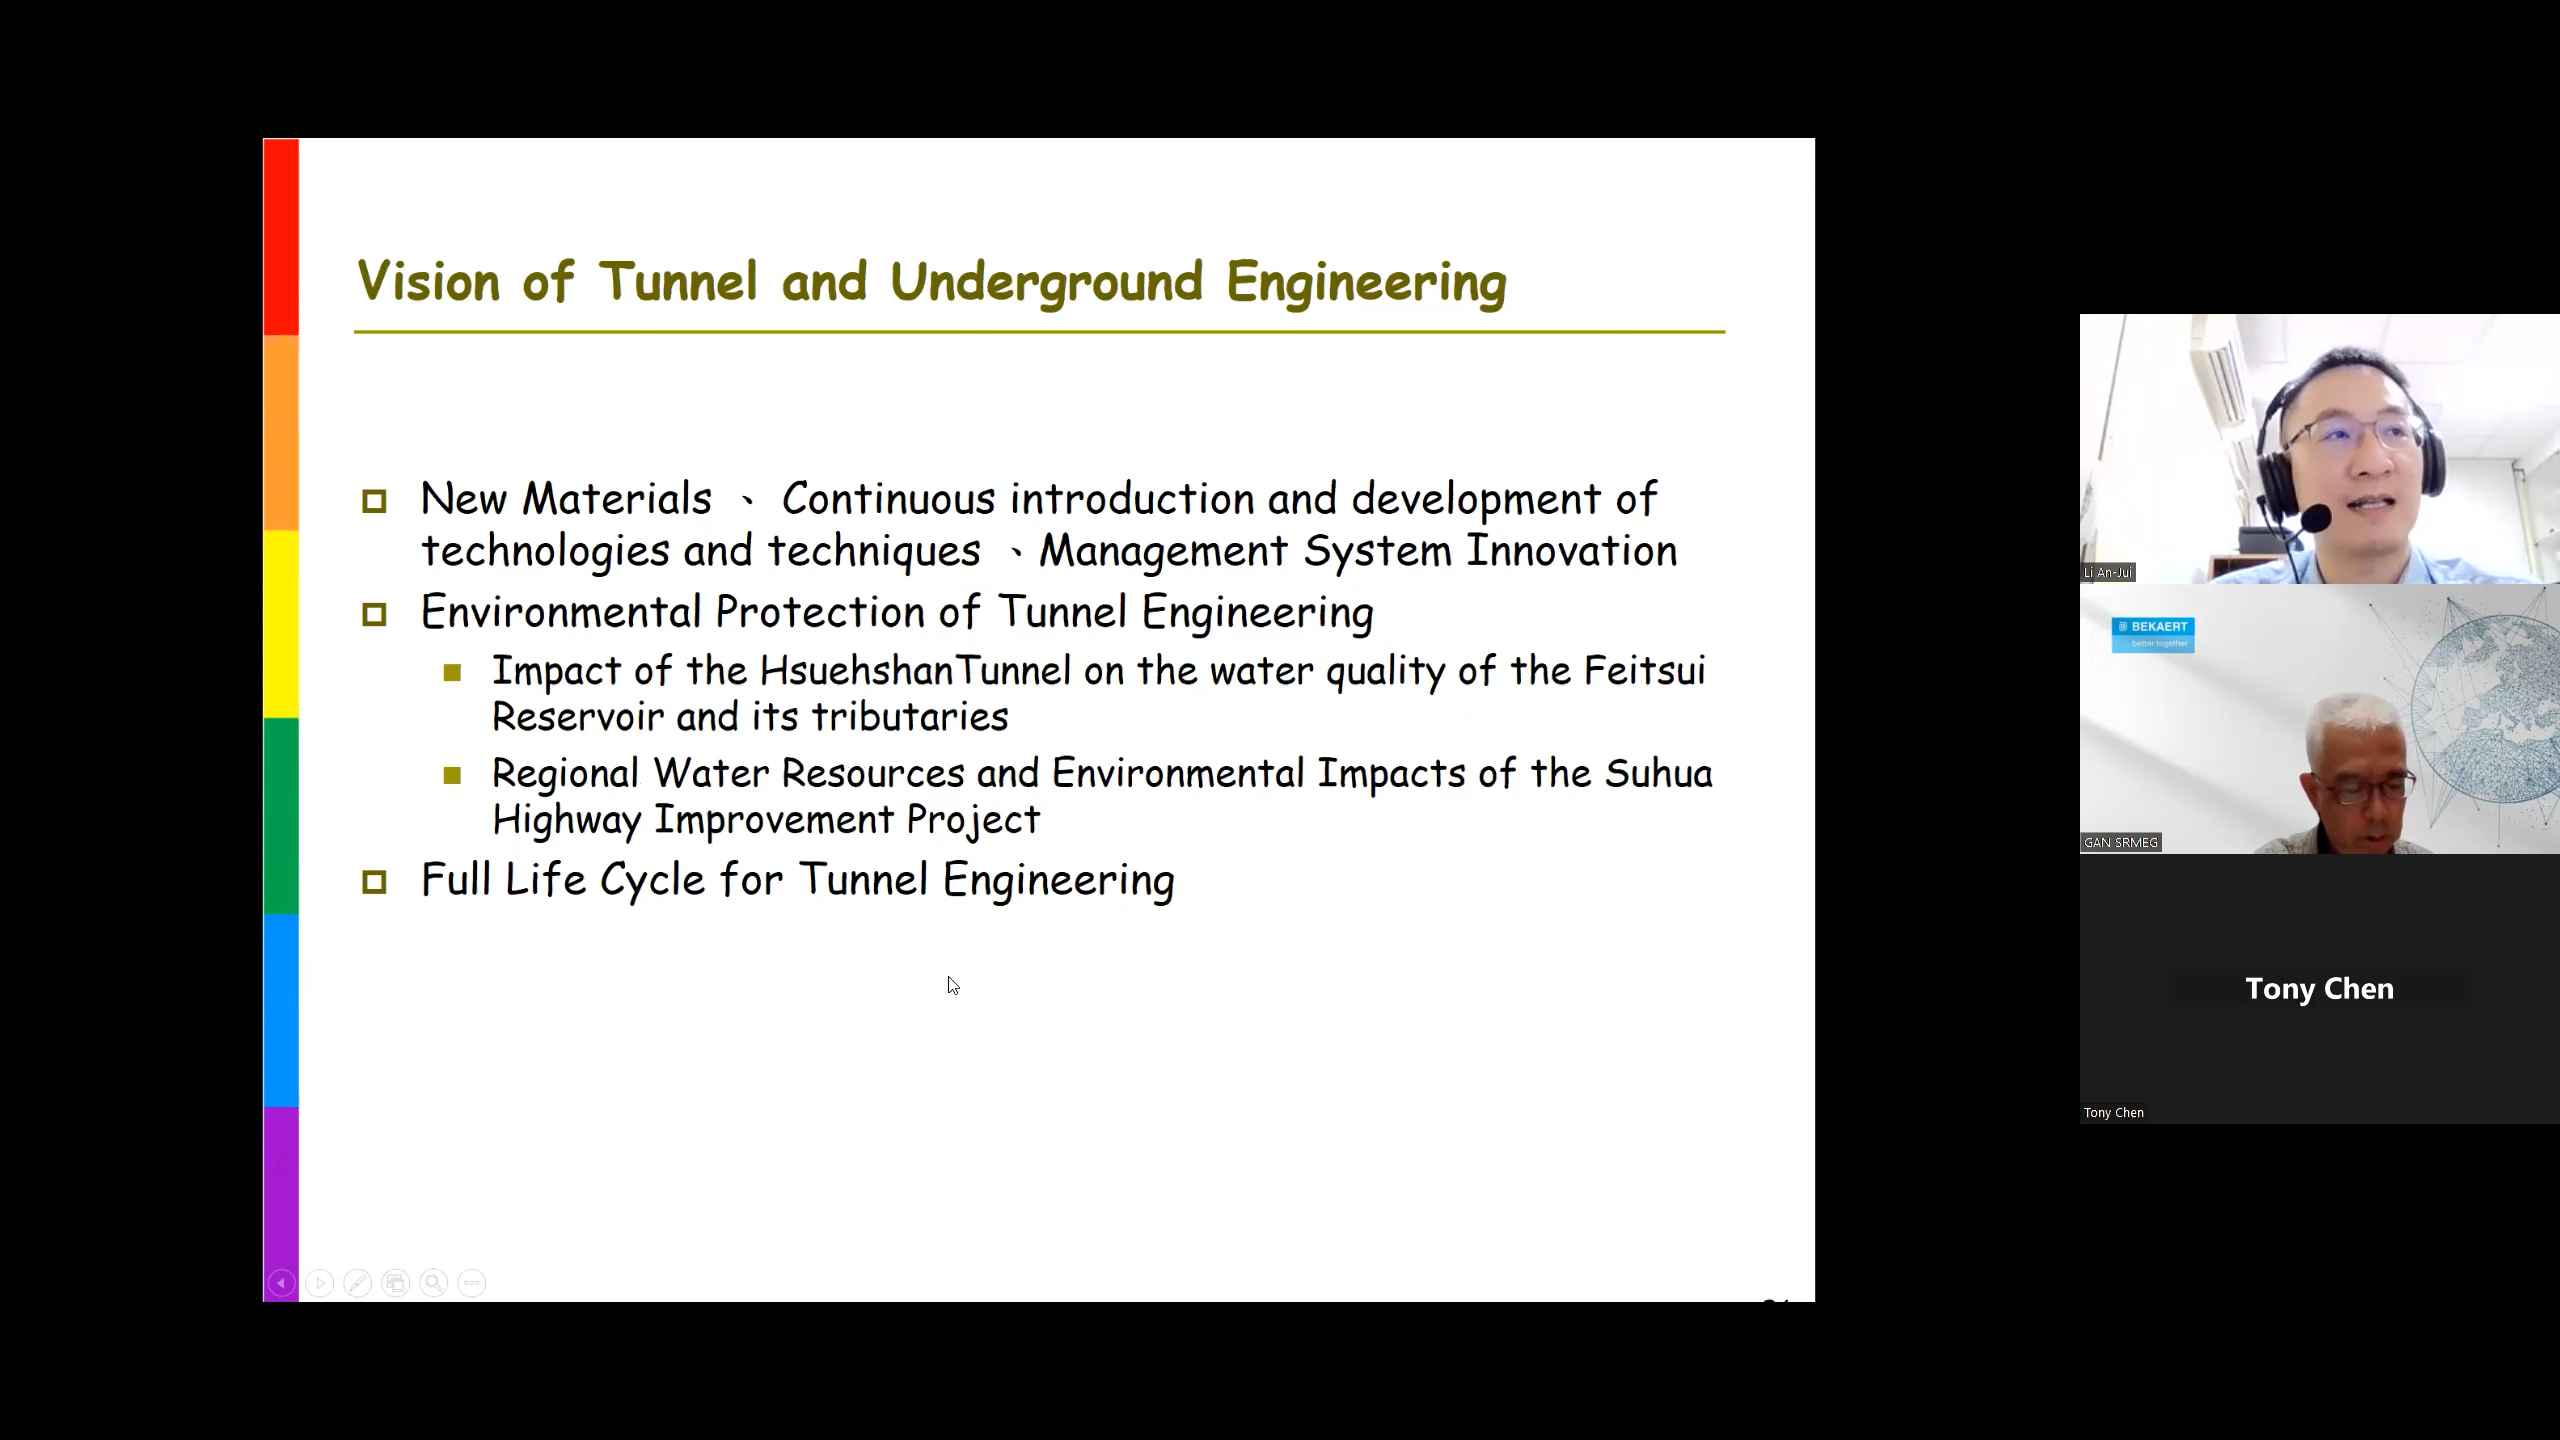 Vision of Tunnel and Underground Engineering
New Materials 、 Continuous introduction and development of
technologies and techniques 、Management System Innovation
Environmental Protection of Tunnel Engineering
Impact of the HsuehshanTunnel on the water quality of the Feitsui
Reservoir and its tributaries
Regional Water Resources and Environmental Impacts of the Suhua
Highway Improvement Project
Full Life Cycle for Tunnel Engineering
Li An-Jui
BEKAERT
better together
GAN SRMEG
Tony Chen
Tony Chen